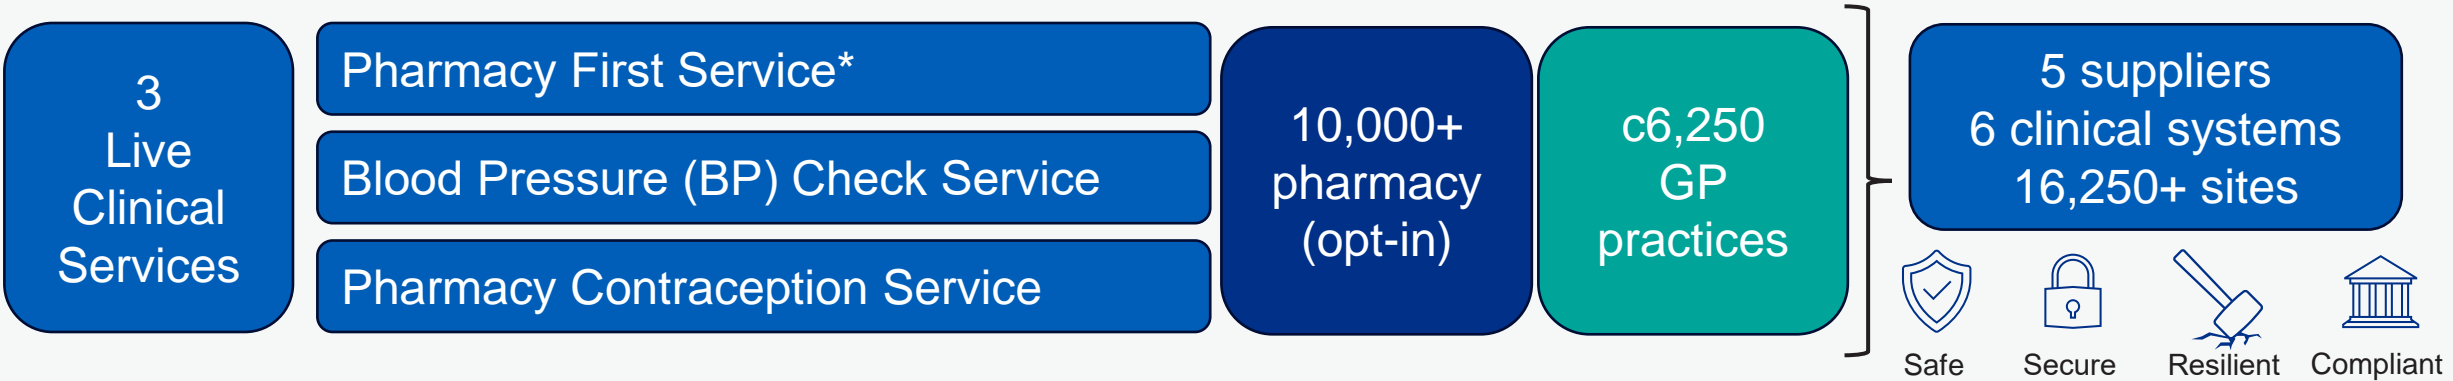 3
Live
Clinical
Services
Pharmacy First Service*
Blood Pressure (BP) Check Service
Pharmacy Contraception Service
10,000+
pharmacy
(opt-in)
c6,250
GP
practices
5 suppliers
6 clinical systems
16,250+ sites
Safe
Secure
Resilient
Compliant